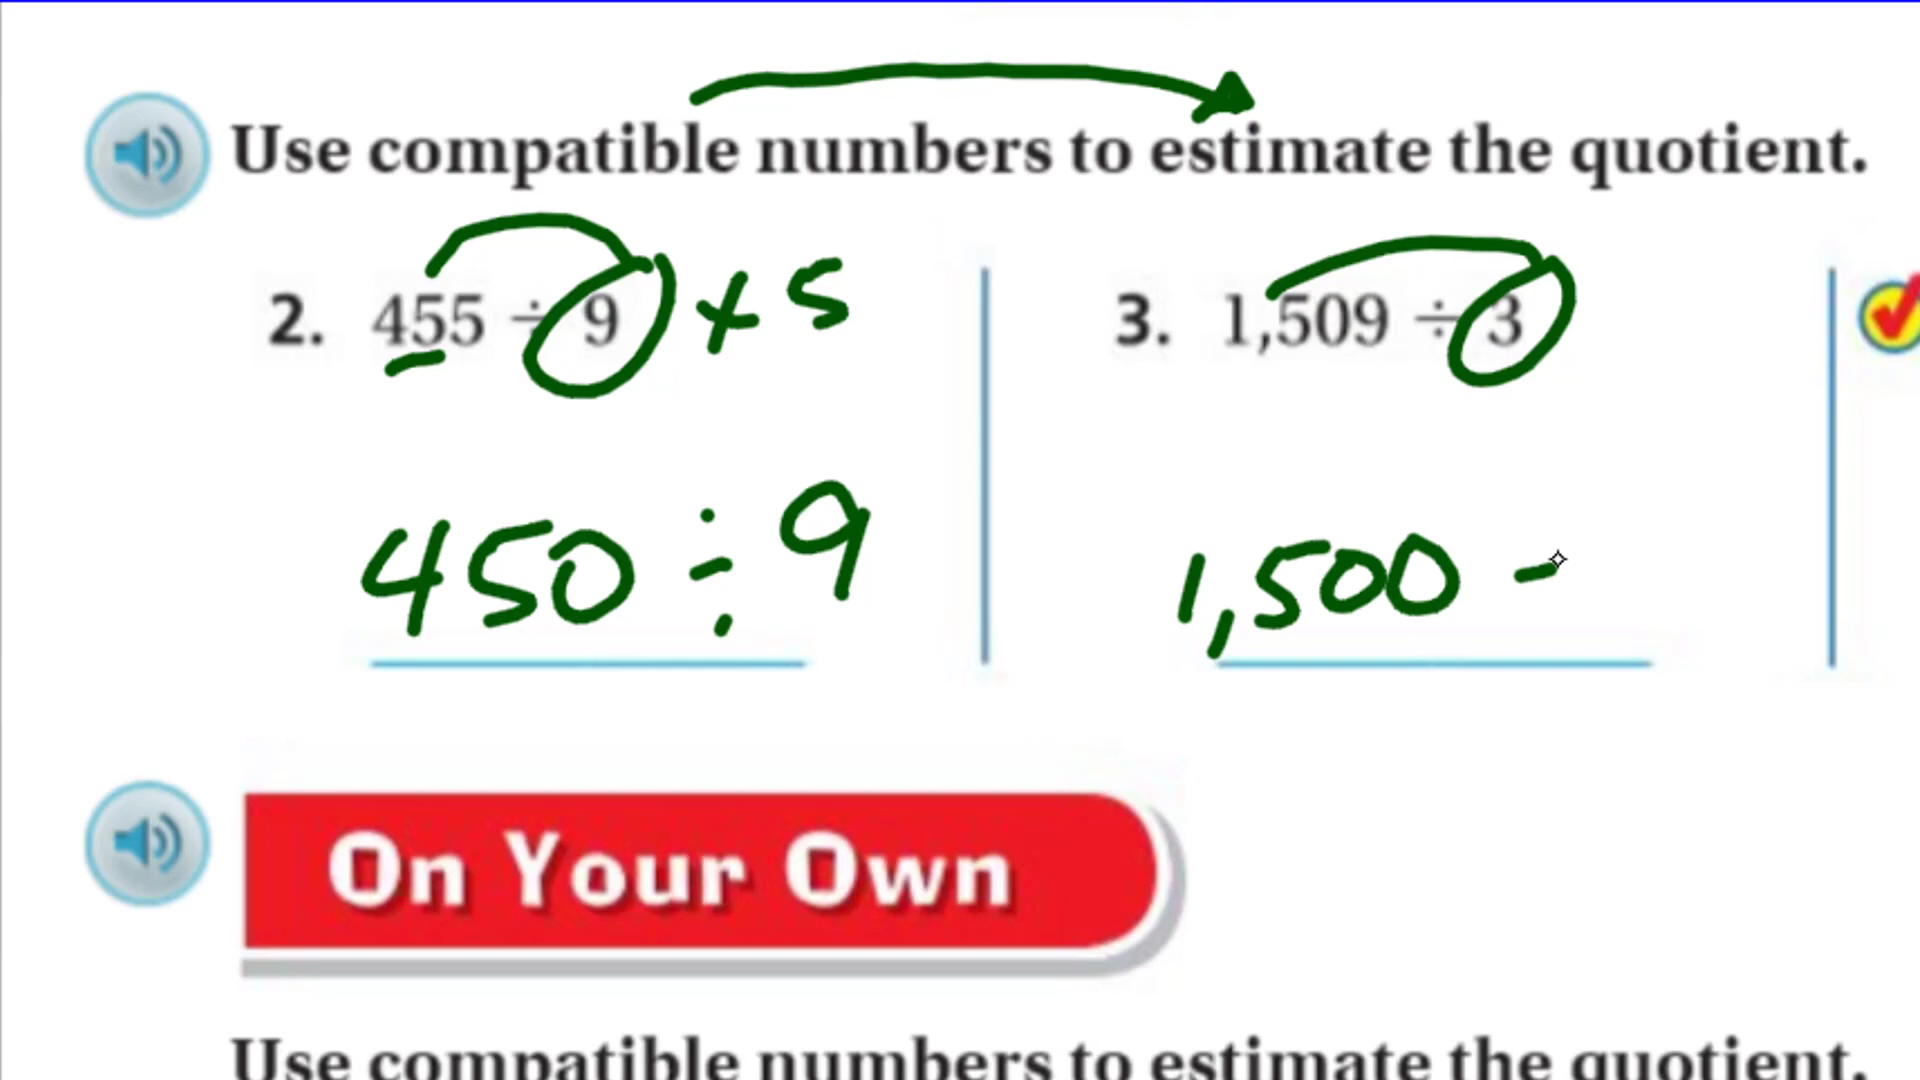 Use compatible numbers to estimate the quotient.
2. 455 ÷ 9 × 5
3. 1,509 ÷ 3
450 ÷ 9
1,500 -
On Your Own
Use compatible numbers to estimate the quotient.